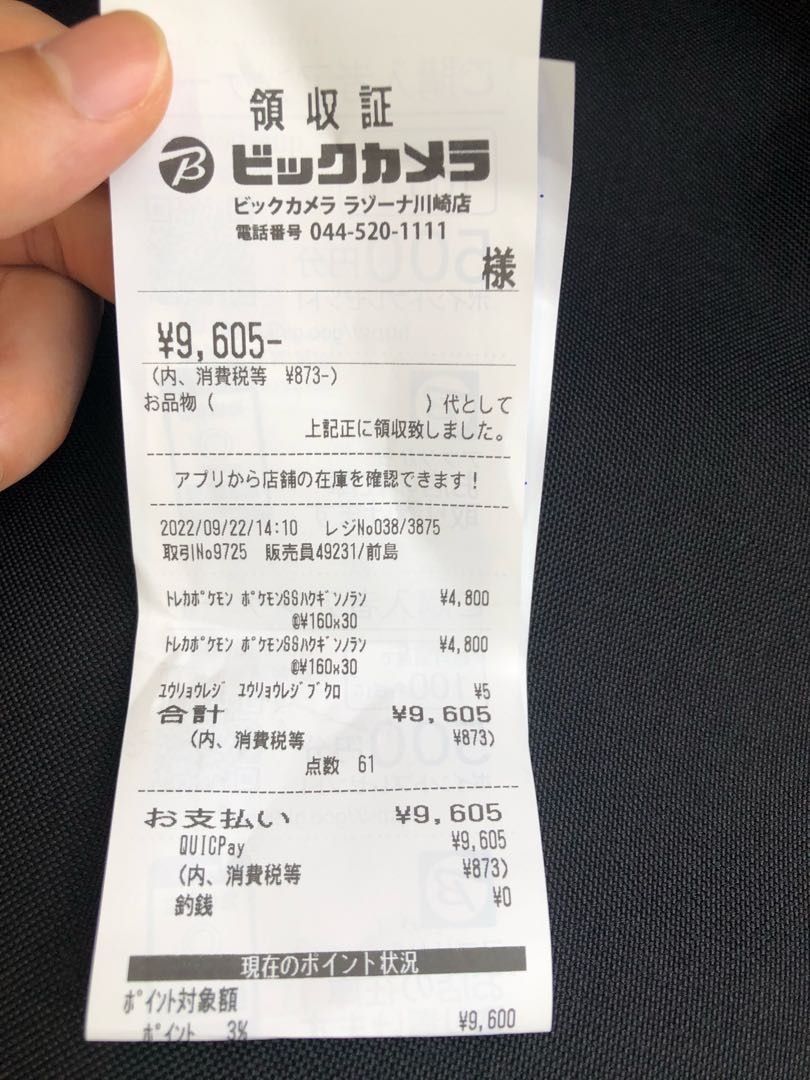 領収証
ビックカメラ
ビックカメラ ラゾーナ川崎店
電話番号 044-520-1111
様
¥9,605-
(内、消費税等 ¥873-)
お品物( )代として
上記正に領収致しました。
アプリから店舗の在庫を確認できます!
2022/09/22/14:10 レジNo038/3875
取引No9725 販売員49231/前島
トレカポケモン ポケモンSSハクギンノラン ¥4,800
@¥160x30
トレカポケモン ポケモンSSハクギンノラン ¥4,800
@¥160x30
ユウリョウレジ ユウリョウレジブクロ ¥5
合計 ¥9,605
(内、消費税等 ¥873)
点数 61
お支払い ¥9,605
QUICPay ¥9,605
(内、消費税等 ¥873)
釣銭 ¥0
現在のポイント状況
ポイント対象額
ポイント 3% ¥9,600